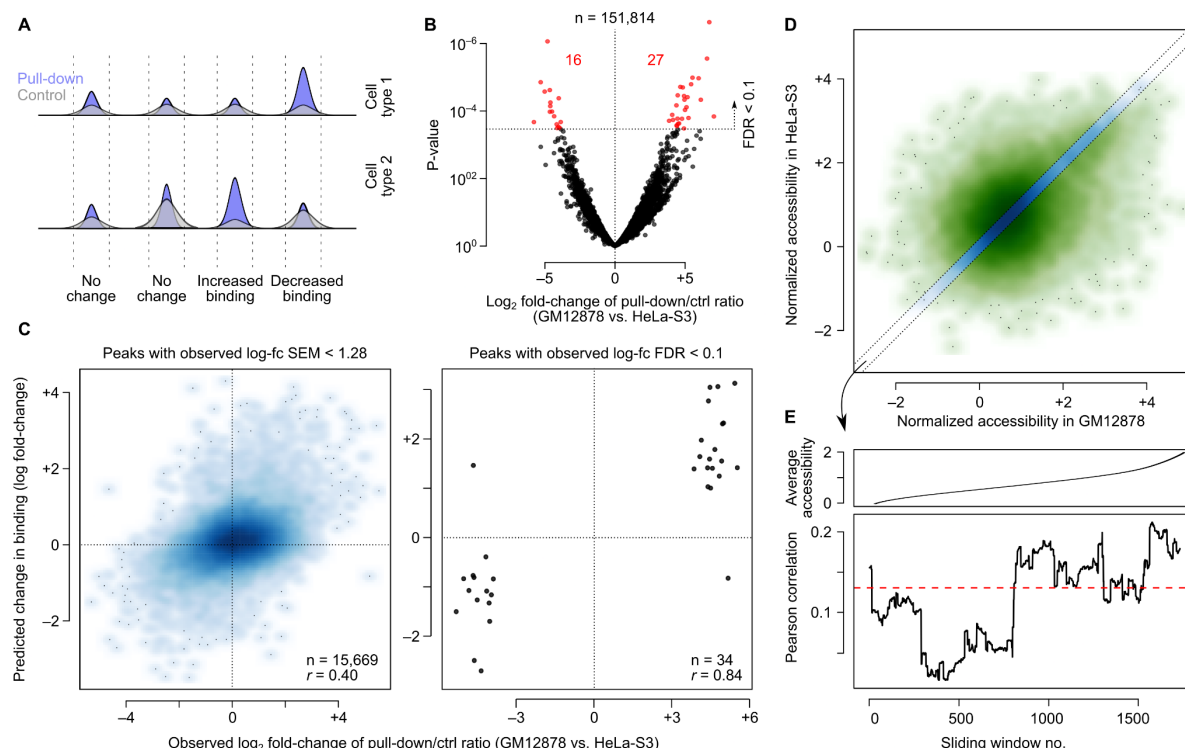 A
Pull-down
Control
Cell
type 1
Cell
type 2
No
change
No
change
Increased
binding
Decreased
binding
B
n = 151,814
16
27
10⁻⁶
10⁻⁴
10⁰²
10⁰
P-value
FDR < 0.1
−5
0
+5
Log₂ fold-change of pull-down/ctrl ratio
(GM12878 vs. HeLa-S3)
C
Peaks with observed log-fc SEM < 1.28
Predicted change in binding (log fold-change)
+4
+2
0
−2
n = 15,669
r = 0.40
−4
0
+4
Peaks with observed log-fc FDR < 0.1
+2
0
−2
n = 34
r = 0.84
−3
0
+3
+6
Observed log₂ fold-change of pull-down/ctrl ratio (GM12878 vs. HeLa-S3)
D
Normalized accessibility in HeLa-S3
+4
+2
0
−2
−2
0
+2
+4
Normalized accessibility in GM12878
E
Average
accessibility
2
0
Pearson correlation
0.2
0.1
0
500
1000
1500
Sliding window no.